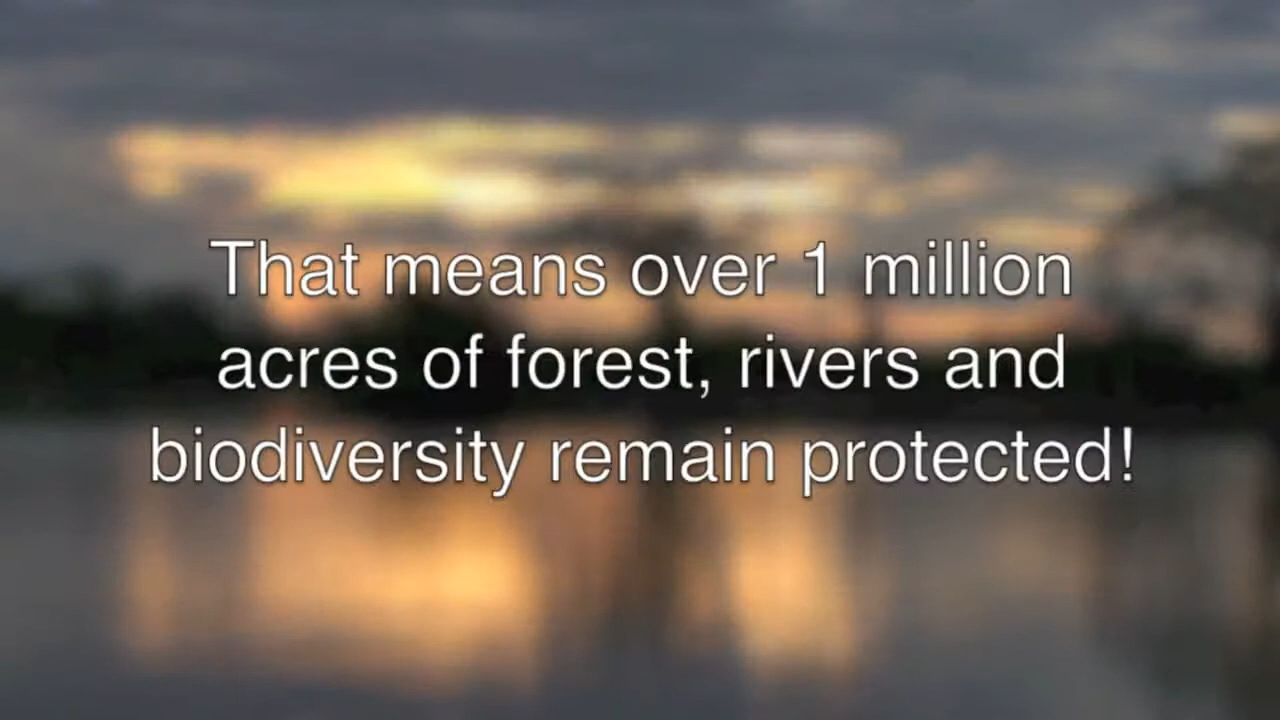 That means over 1 million
acres of forest, rivers and
biodiversity remain protected!